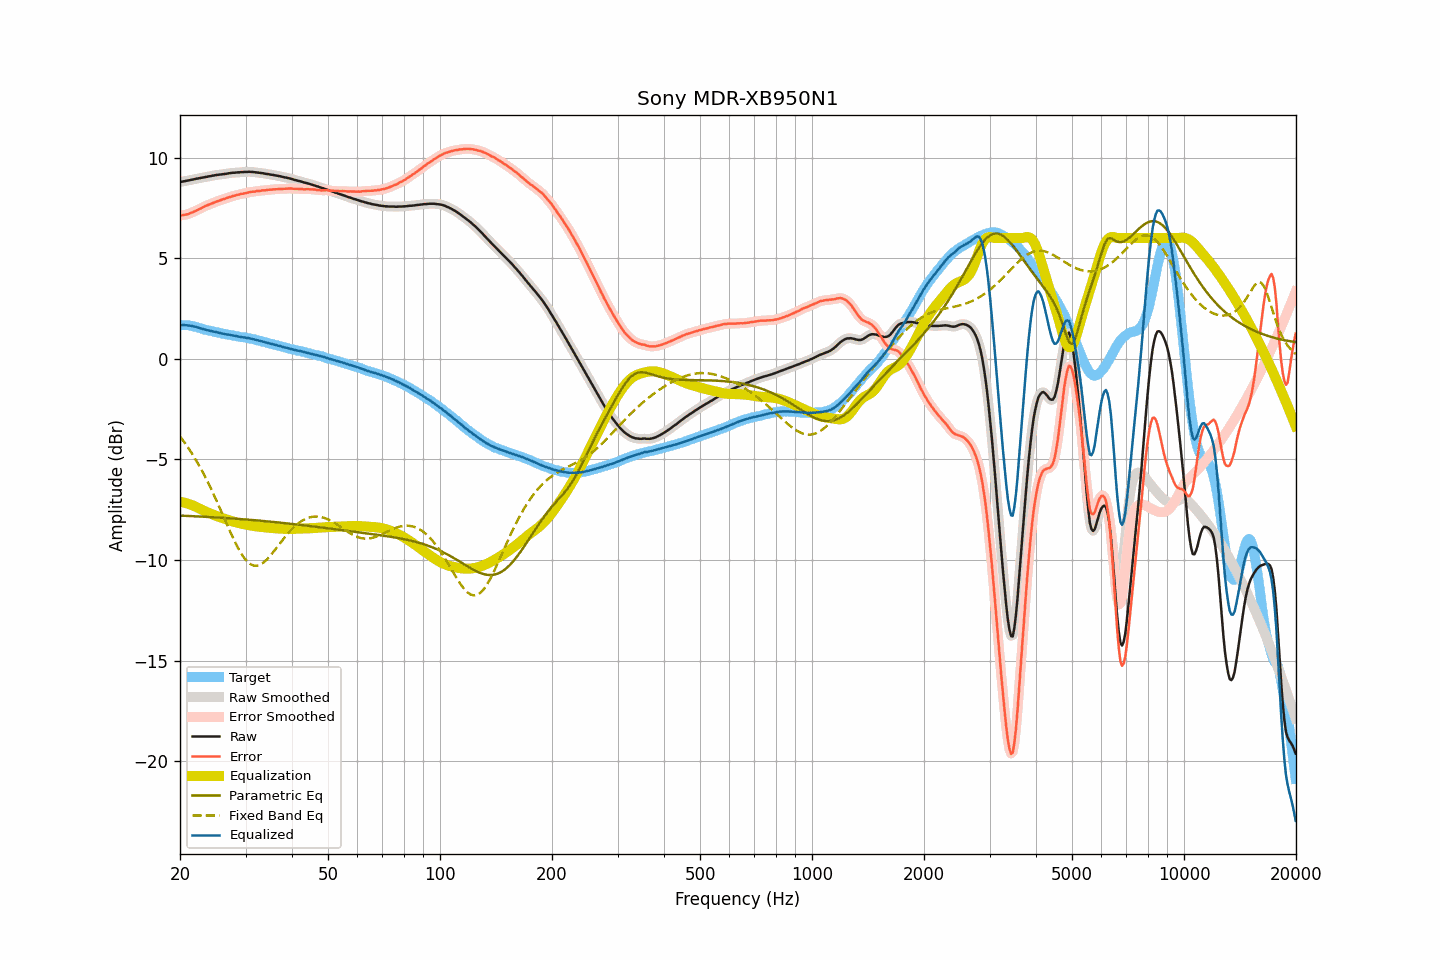 Sony MDR-XB950N1
Amplitude (dBr)
10
5
0
−5
−10
−15
−20
Target
Raw Smoothed
Error Smoothed
Raw
Error
Equalization
Parametric Eq
Fixed Band Eq
Equalized
20 50 100 200 500 1000 2000 5000 10000 20000
Frequency (Hz)